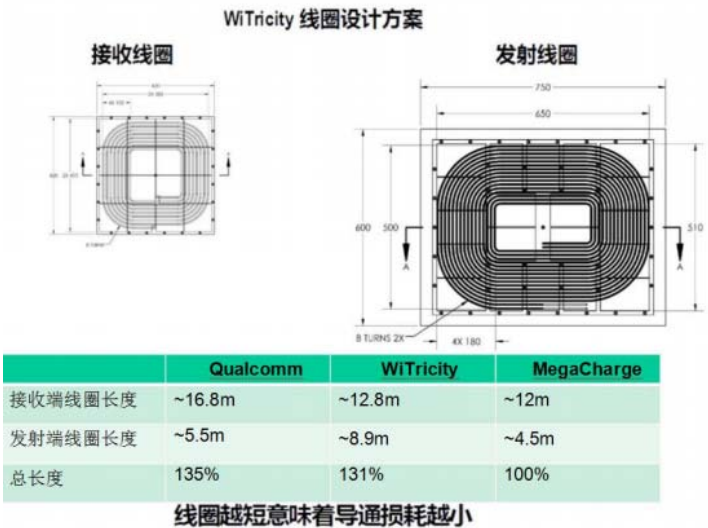 WiTricity 线圈设计方案
接收线圈
发射线圈
750
650
600
500
510
A
A
8 TURNS 2X
4X 180
Qualcomm WiTricity MegaCharge
接收端线圈长度 ~16.8m ~12.8m ~12m
发射端线圈长度 ~5.5m ~8.9m ~4.5m
总长度 135% 131% 100%
线圈越短意味着导通损耗越小